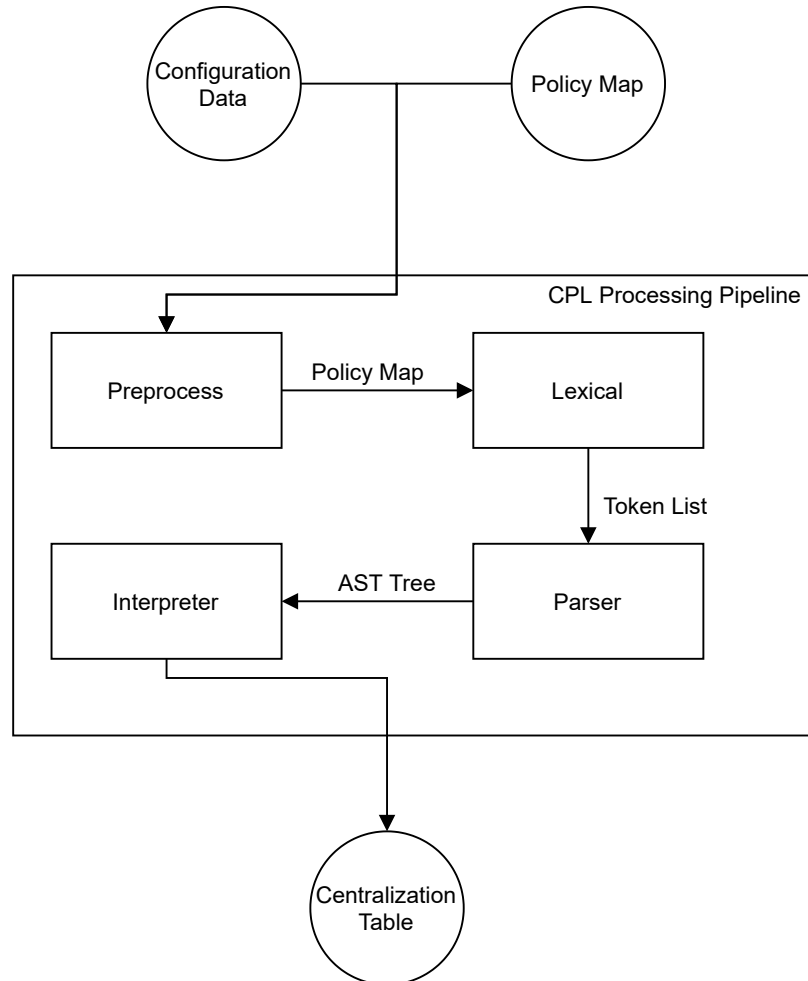 Configuration
Data
Policy Map
CPL Processing Pipeline
Preprocess
Policy Map
Lexical
Token List
Interpreter
AST Tree
Parser
Centralization
Table